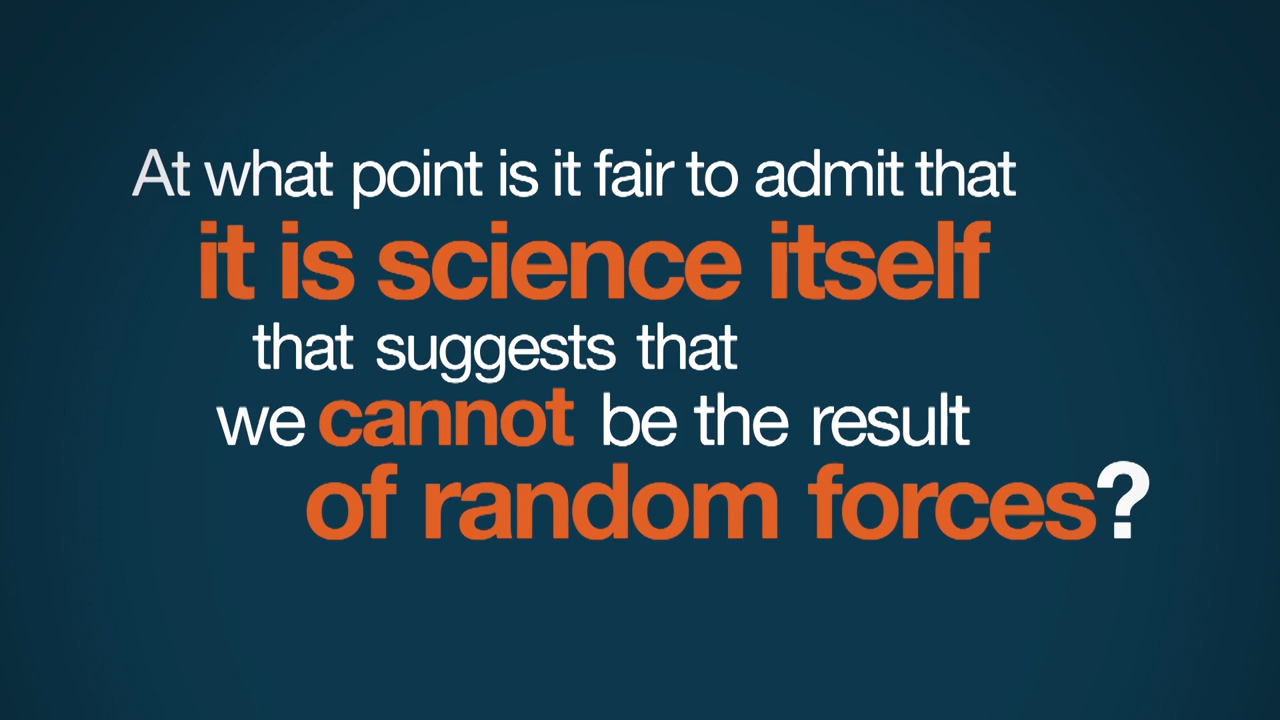 At what point is it fair to admit that
it is science itself
that suggests that
we cannot be the result
of random forces?